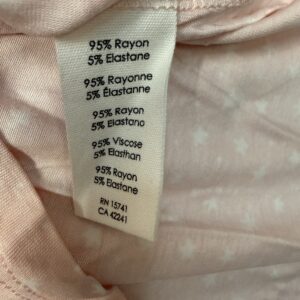 95% Rayon
5% Elastane
95% Rayonne
5% Élastanne
95% Rayon
5% Elastano
95% Viscose
5% Elasthan
95% Rayon
5% Elastane
RN 15741
CA 42241